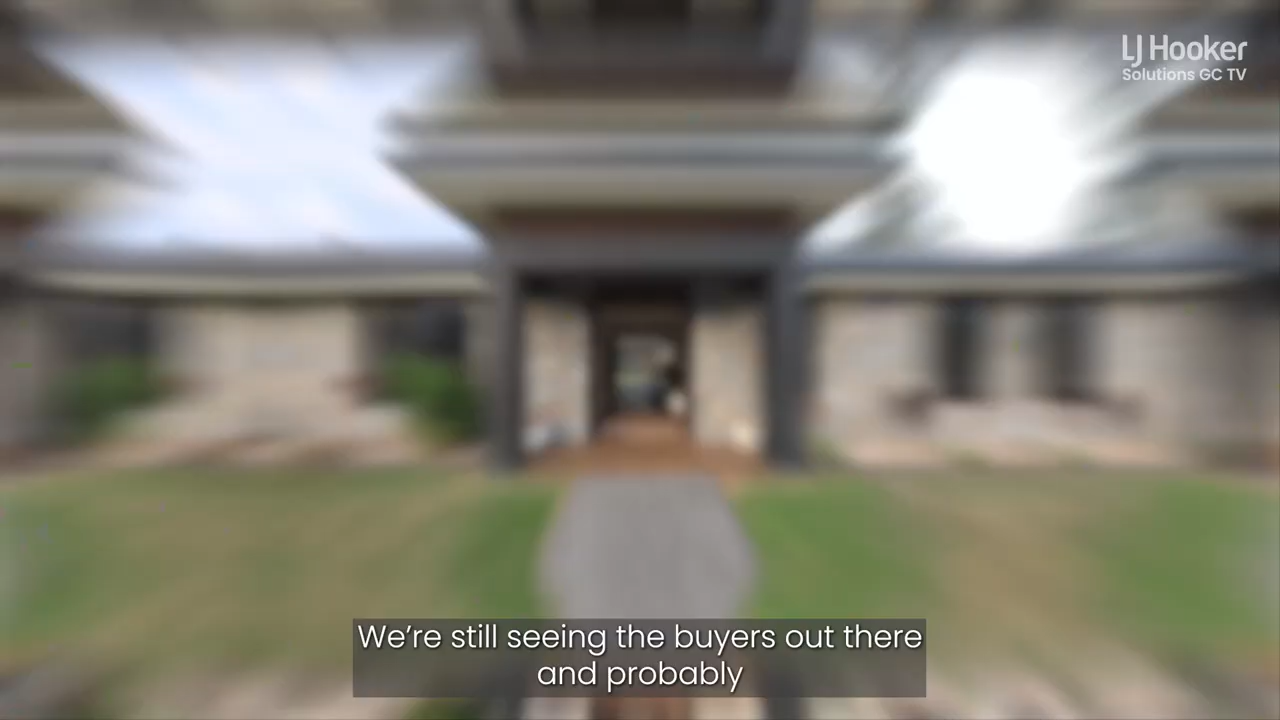 LJ Hooker
Solutions GC TV
We're still seeing the buyers out there
and probably